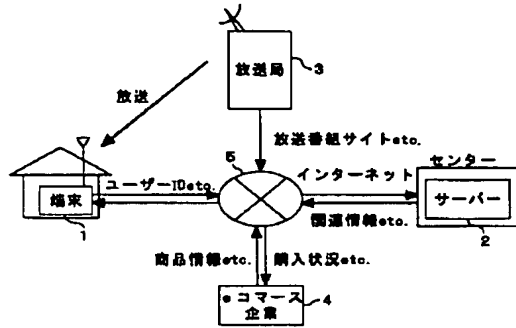 放送局
3
放送
放送番組サイトetc.
5
センター
ユーザーIDetc.
インターネット
端末
サーバー
1
関連情報etc.
2
商品情報etc.
購入状況etc.
eコマース
企業
4